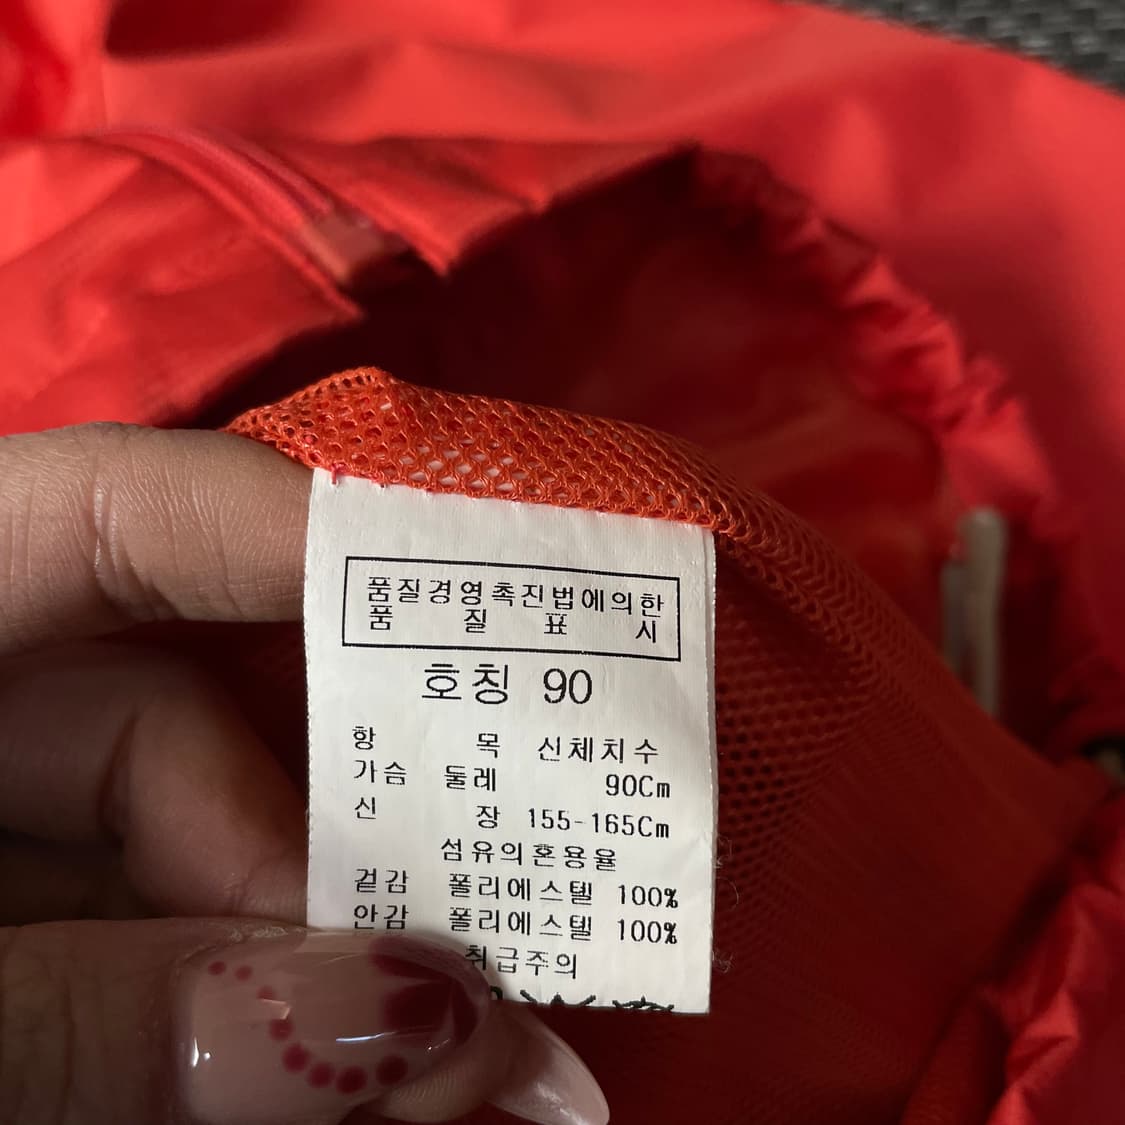 품질경영촉진법에의한
품 질 표 시
호칭 90
항 목 신체치수
가슴 둘레 90Cm
신 장 155-165Cm
섬유의혼용율
겉감 폴리에스텔 100%
안감 폴리에스텔 100%
취급주의